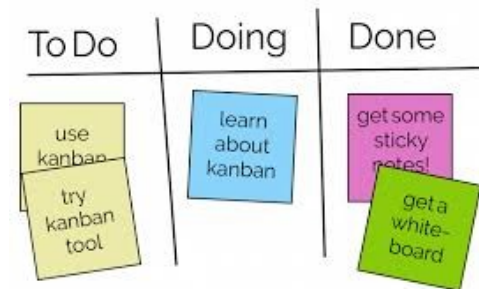 To Do
Doing
Done
use
kanban
try
kanban
tool
learn
about
kanban
get some
sticky
notes!
get a
white-
board